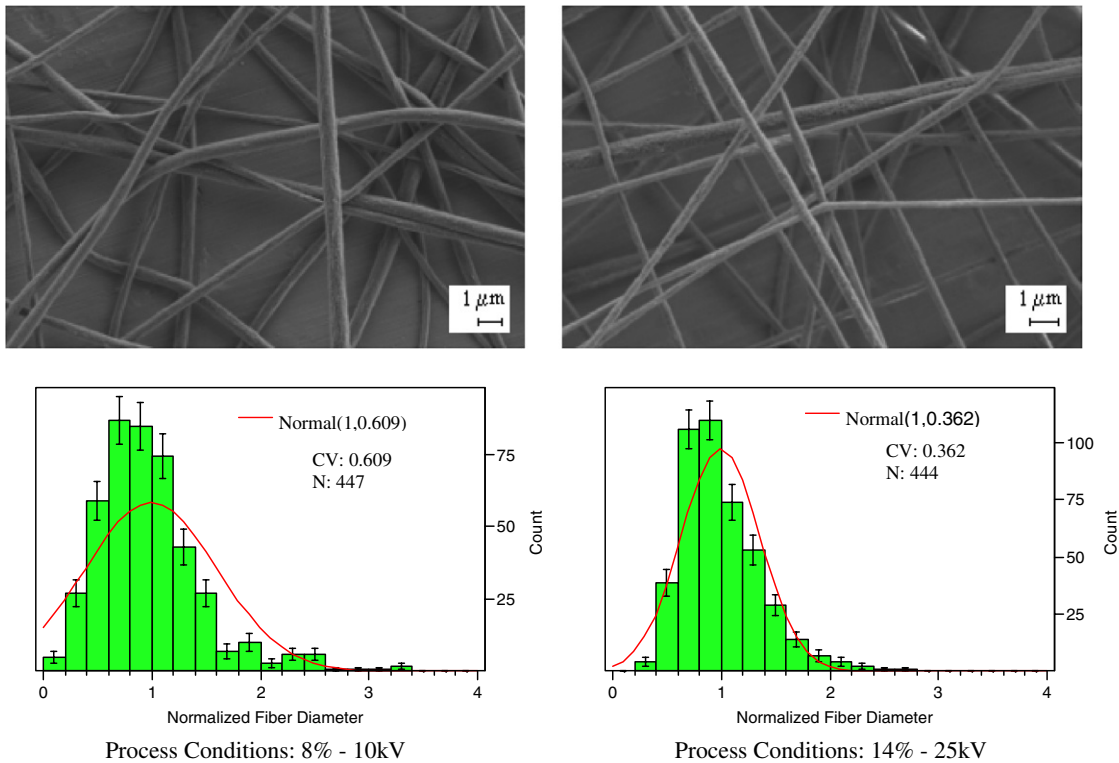 1 μm
1 μm
Normal(1,0.609)
CV: 0.609
N: 447
75
50
25
Count
0 1 2 3 4
Normalized Fiber Diameter
Process Conditions: 8% - 10kV
Normal(1,0.362)
CV: 0.362
N: 444
100
75
50
25
Count
0 1 2 3 4
Normalized Fiber Diameter
Process Conditions: 14% - 25kV